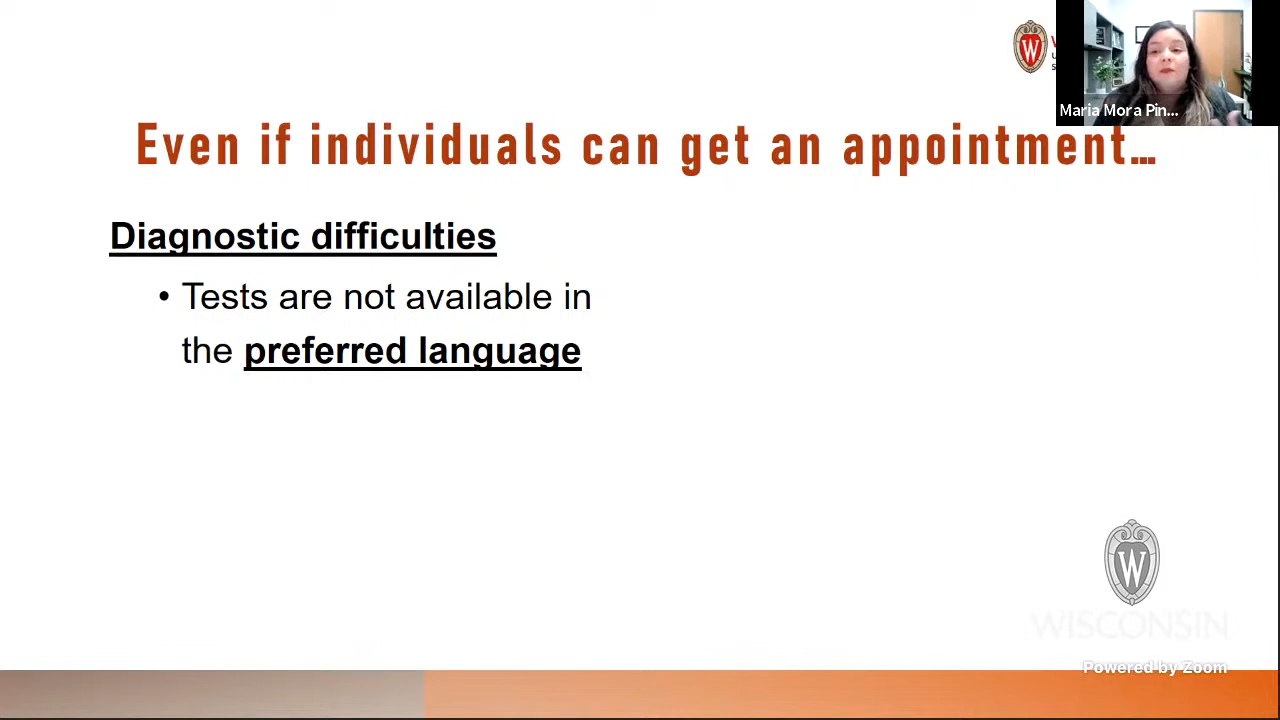 W
Maria Mora Pin...
Even if individuals can get an appointment…
Diagnostic difficulties
• Tests are not available in
the preferred language
W
WISCONSIN
Powered by Zoom